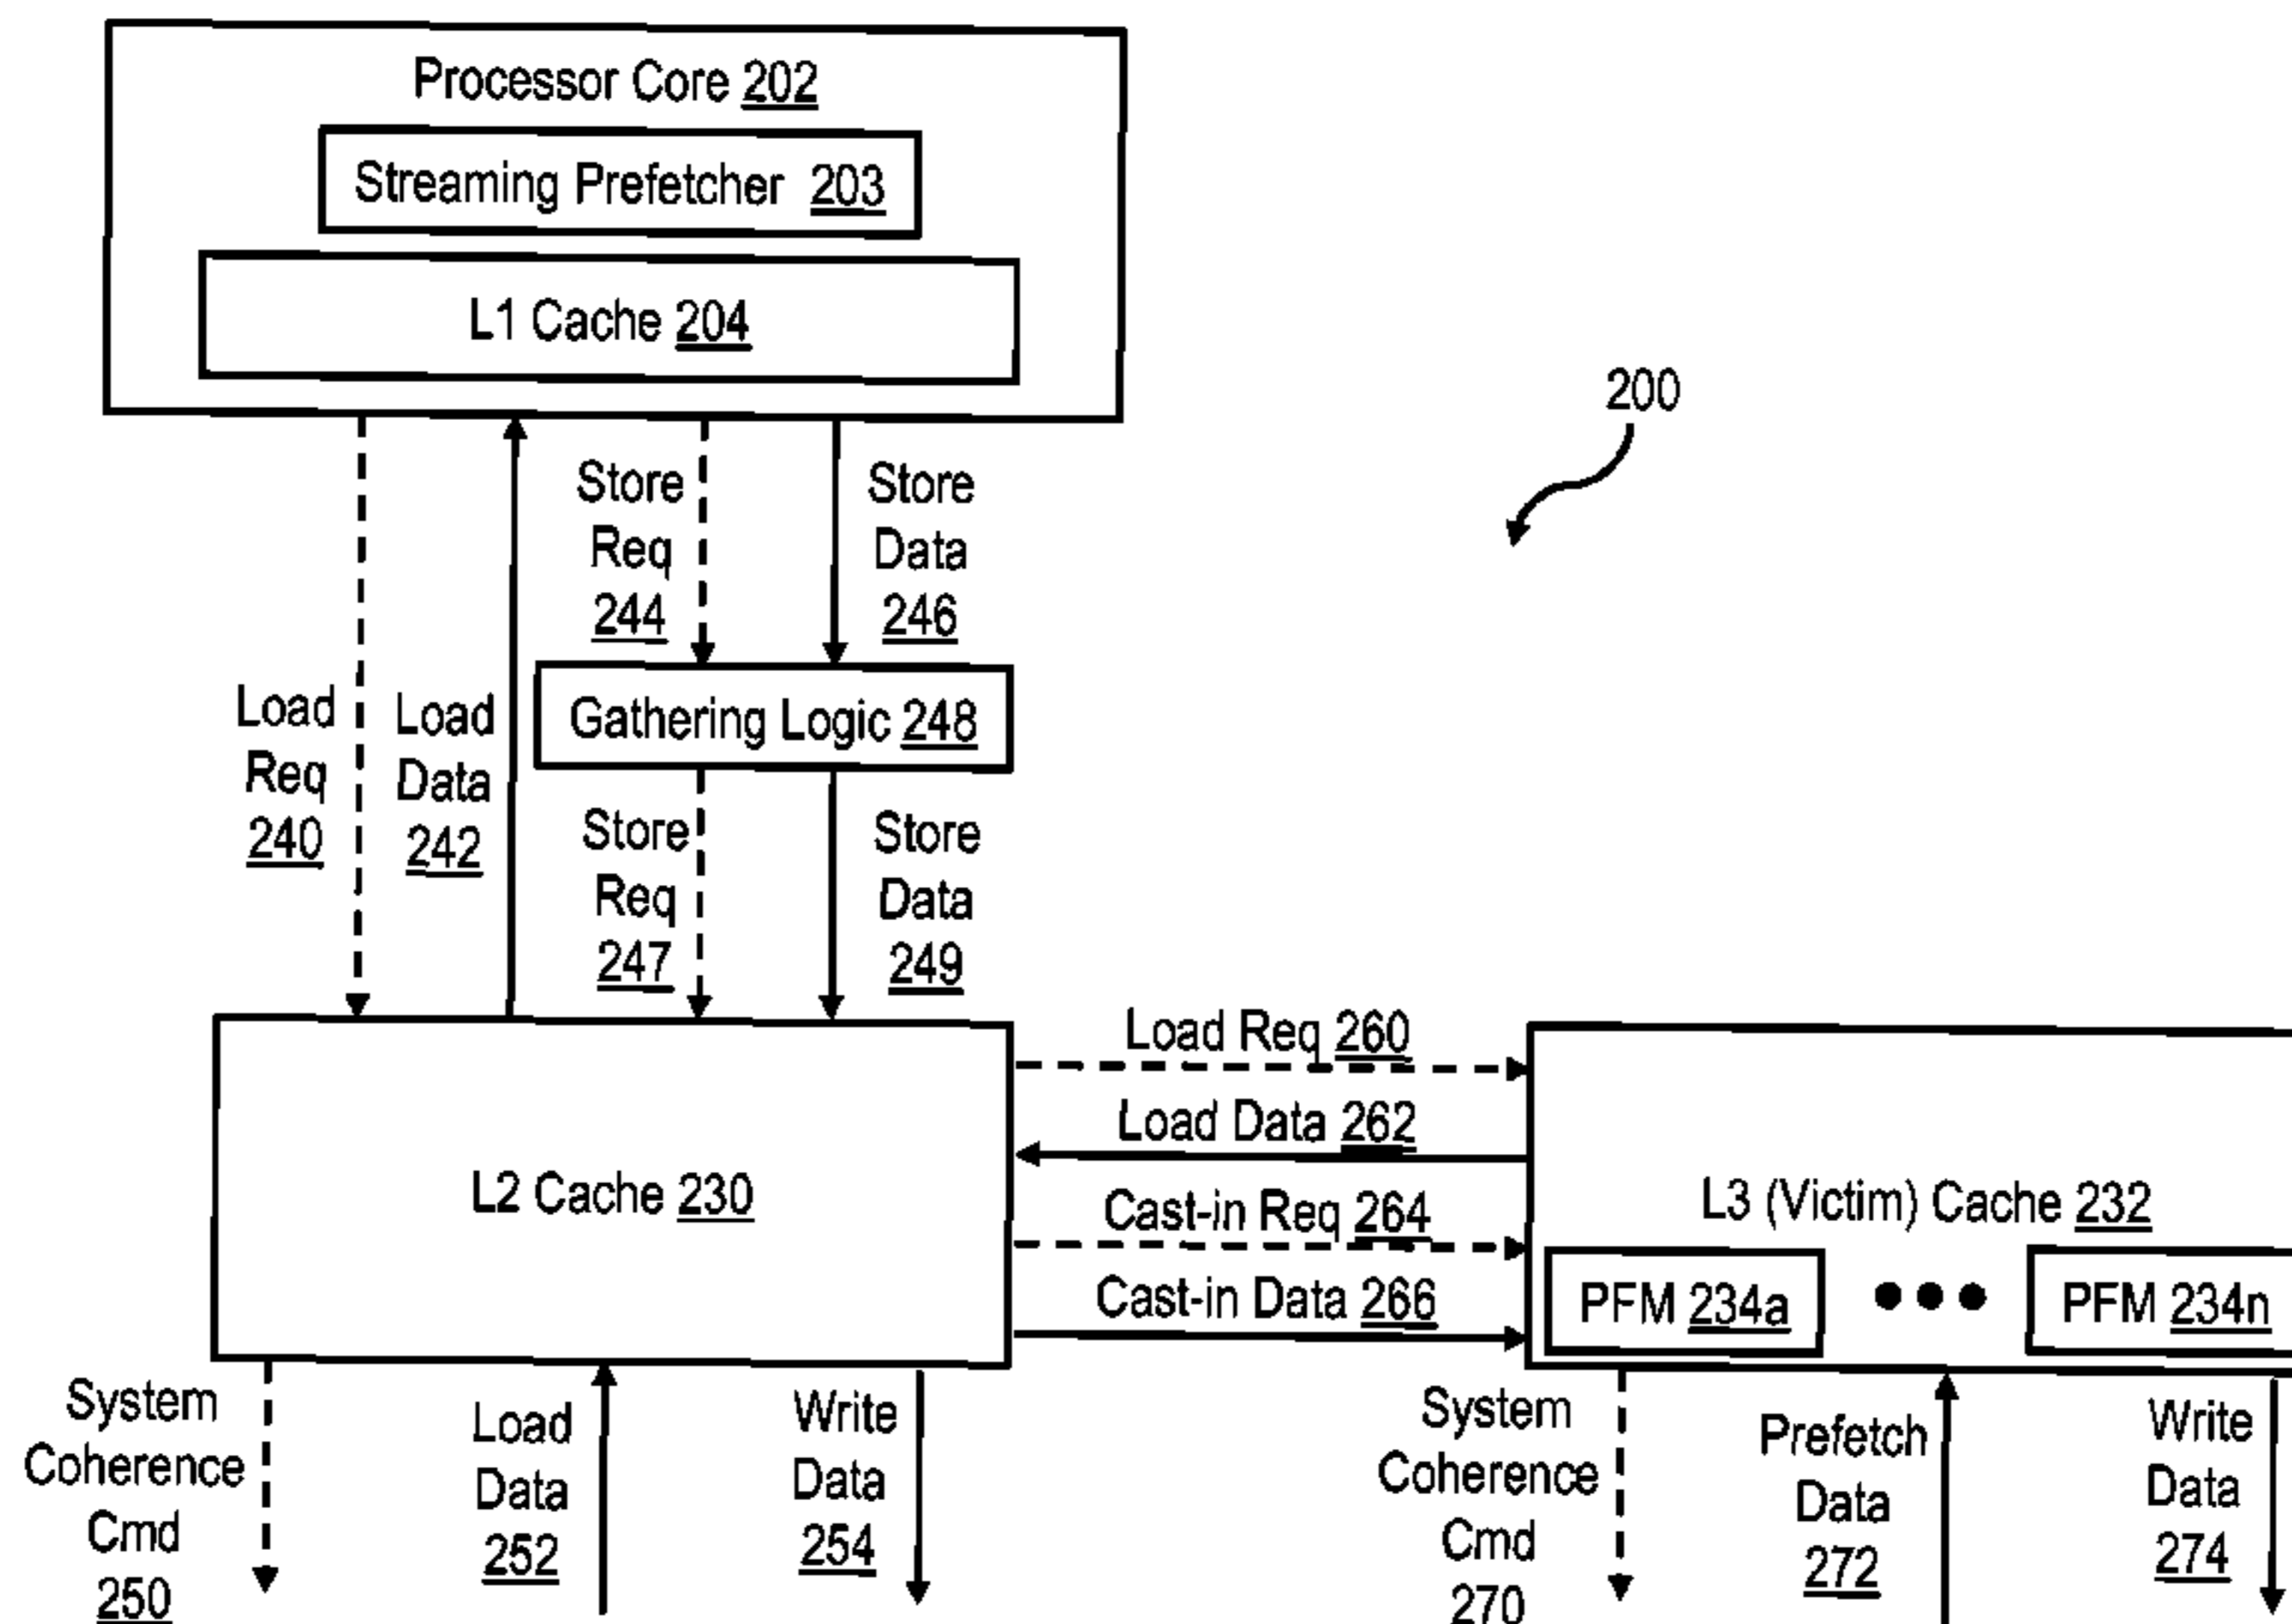 Processor Core 202
Streaming Prefetcher 203
L1 Cache 204
200
Store
Req
244
Store
Data
246
Load
Req
240
Load
Data
242
Gathering Logic 248
Store
Req
247
Store
Data
249
L2 Cache 230
Load Req 260
Load Data 262
Cast-in Req 264
Cast-in Data 266
L3 (Victim) Cache 232
PFM 234a
PFM 234n
System
Coherence
Cmd
250
Load
Data
252
Write
Data
254
System
Coherence
Cmd
270
Prefetch
Data
272
Write
Data
274